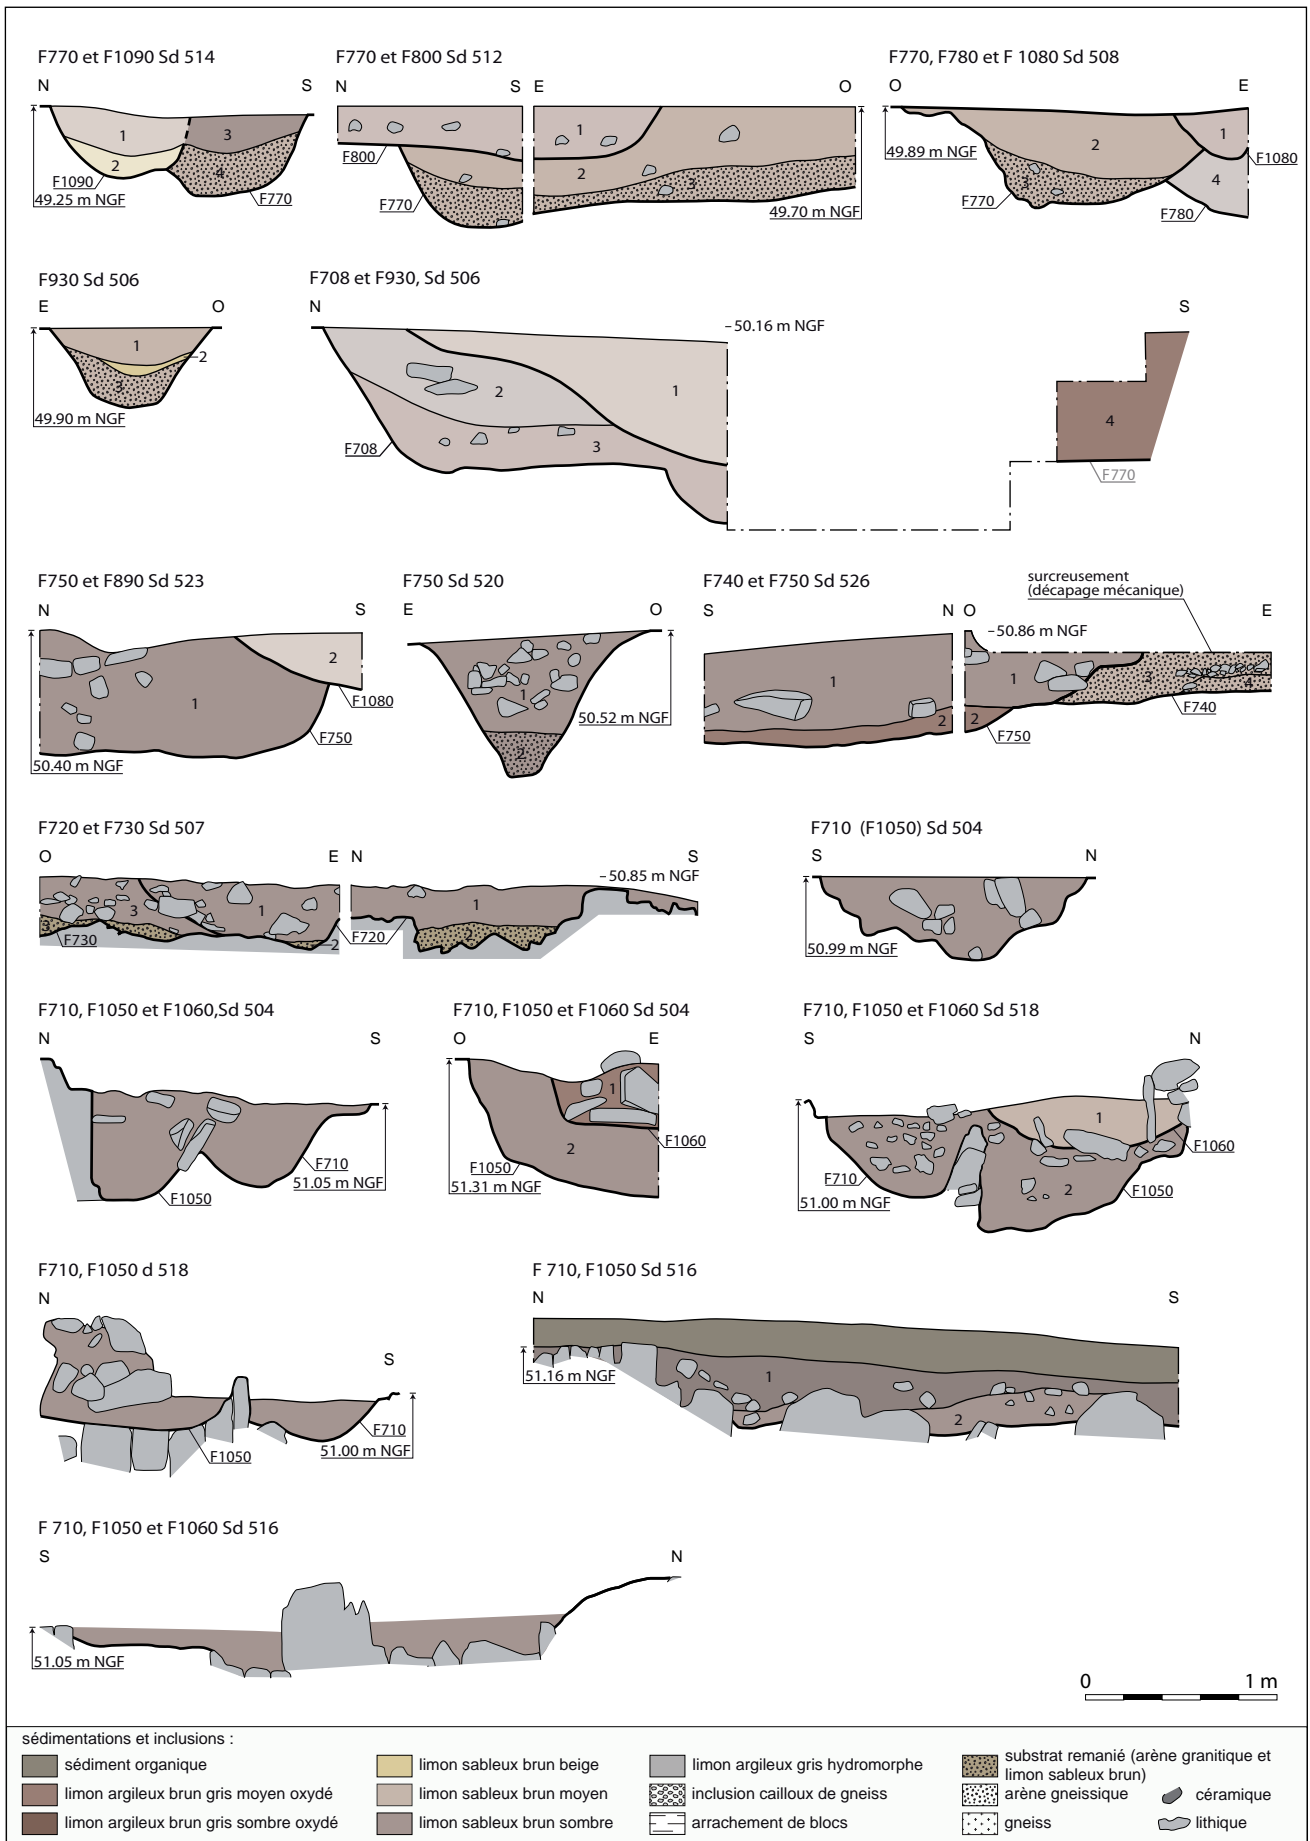 F770 et F1090 Sd 514
N S
1
3
2
4
F1090
49.25 m NGF
F770
F770 et F800 Sd 512
N S E O
1
F800
2
3
F770
49.70 m NGF
F770, F780 et F 1080 Sd 508
O E
1
2
49.89 m NGF
F1080
3
4
F770
F780
F930 Sd 506
E O
1
2
3
49.90 m NGF
F708 et F930, Sd 506
N S
50.16 m NGF
2
1
4
3
F708
F770
F750 et F890 Sd 523
N S
2
1
F1080
F750
50.40 m NGF
F750 Sd 520
E O
1
50.52 m NGF
2
F740 et F750 Sd 526
surcreusement
(décapage mécanique)
S N O E
50.86 m NGF
1
1
3
4
2
2
F740
F750
F720 et F730 Sd 507
O E N S
50.85 m NGF
3
1
1
3
F730
2
F720
2
F710 (F1050) Sd 504
S N
50.99 m NGF
F710, F1050 et F1060,Sd 504
N S
F710
51.05 m NGF
F1050
F710, F1050 et F1060 Sd 504
O E
1
F1060
2
F1050
51.31 m NGF
F710, F1050 et F1060 Sd 518
S N
1
F1060
F710
2
F1050
51.00 m NGF
F710, F1050 d 518
N
S
F710
51.00 m NGF
F1050
F 710, F1050 Sd 516
N S
51.16 m NGF
1
2
F 710, F1050 et F1060 Sd 516
S N
51.05 m NGF
0 1 m
sédimentations et inclusions :
sédiment organique
limon argileux brun gris moyen oxydé
limon argileux brun gris sombre oxydé
limon sableux brun beige
limon sableux brun moyen
limon sableux brun sombre
limon argileux gris hydromorphe
inclusion cailloux de gneiss
arrachement de blocs
substrat remanié (arène granitique et
limon sableux brun)
arène gneissique
gneiss
céramique
lithique